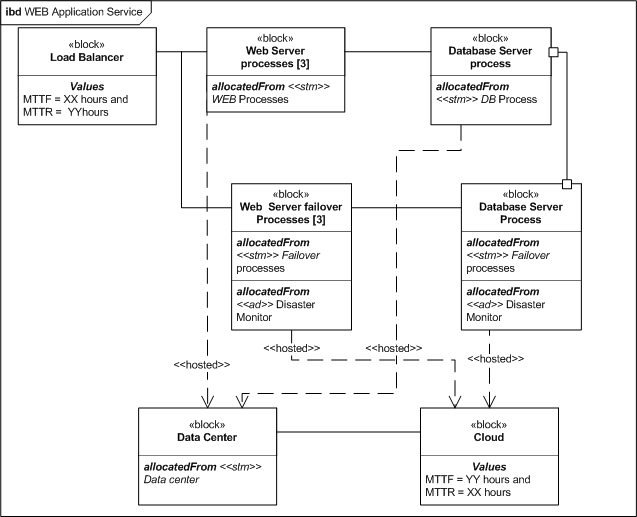 ibd WEB Application Service
«block»
Load Balancer
Values
MTTF = XX hours and
MTTR = YYhours
«block»
Web Server
processes [3]
allocatedFrom <<stm>>
WEB Processes
«block»
Database Server
process
allocatedFrom
<<stm>> DB Process
«block»
Web Server failover
Processes [3]
allocatedFrom
<<stm>> Failover
processes
allocatedFrom
<<ad>> Disaster
Monitor
«block»
Database Server
Process
allocatedFrom
<<stm>> Failover
processes
allocatedFrom
<<ad>> Disaster
Monitor
<<hosted>>
<<hosted>>
<<hosted>>
<<hosted>>
«block»
Data Center
allocatedFrom <<stm>>
Data center
«block»
Cloud
Values
MTTF = YY hours and
MTTR = XX hours